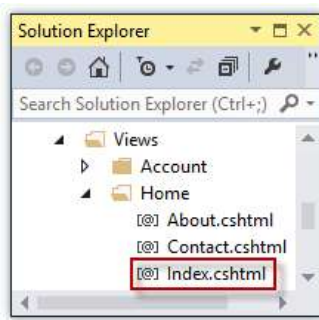 Solution Explorer
Search Solution Explorer (Ctrl+;)
Views
Account
Home
[@] About.cshtml
[@] Contact.cshtml
[@] Index.cshtml